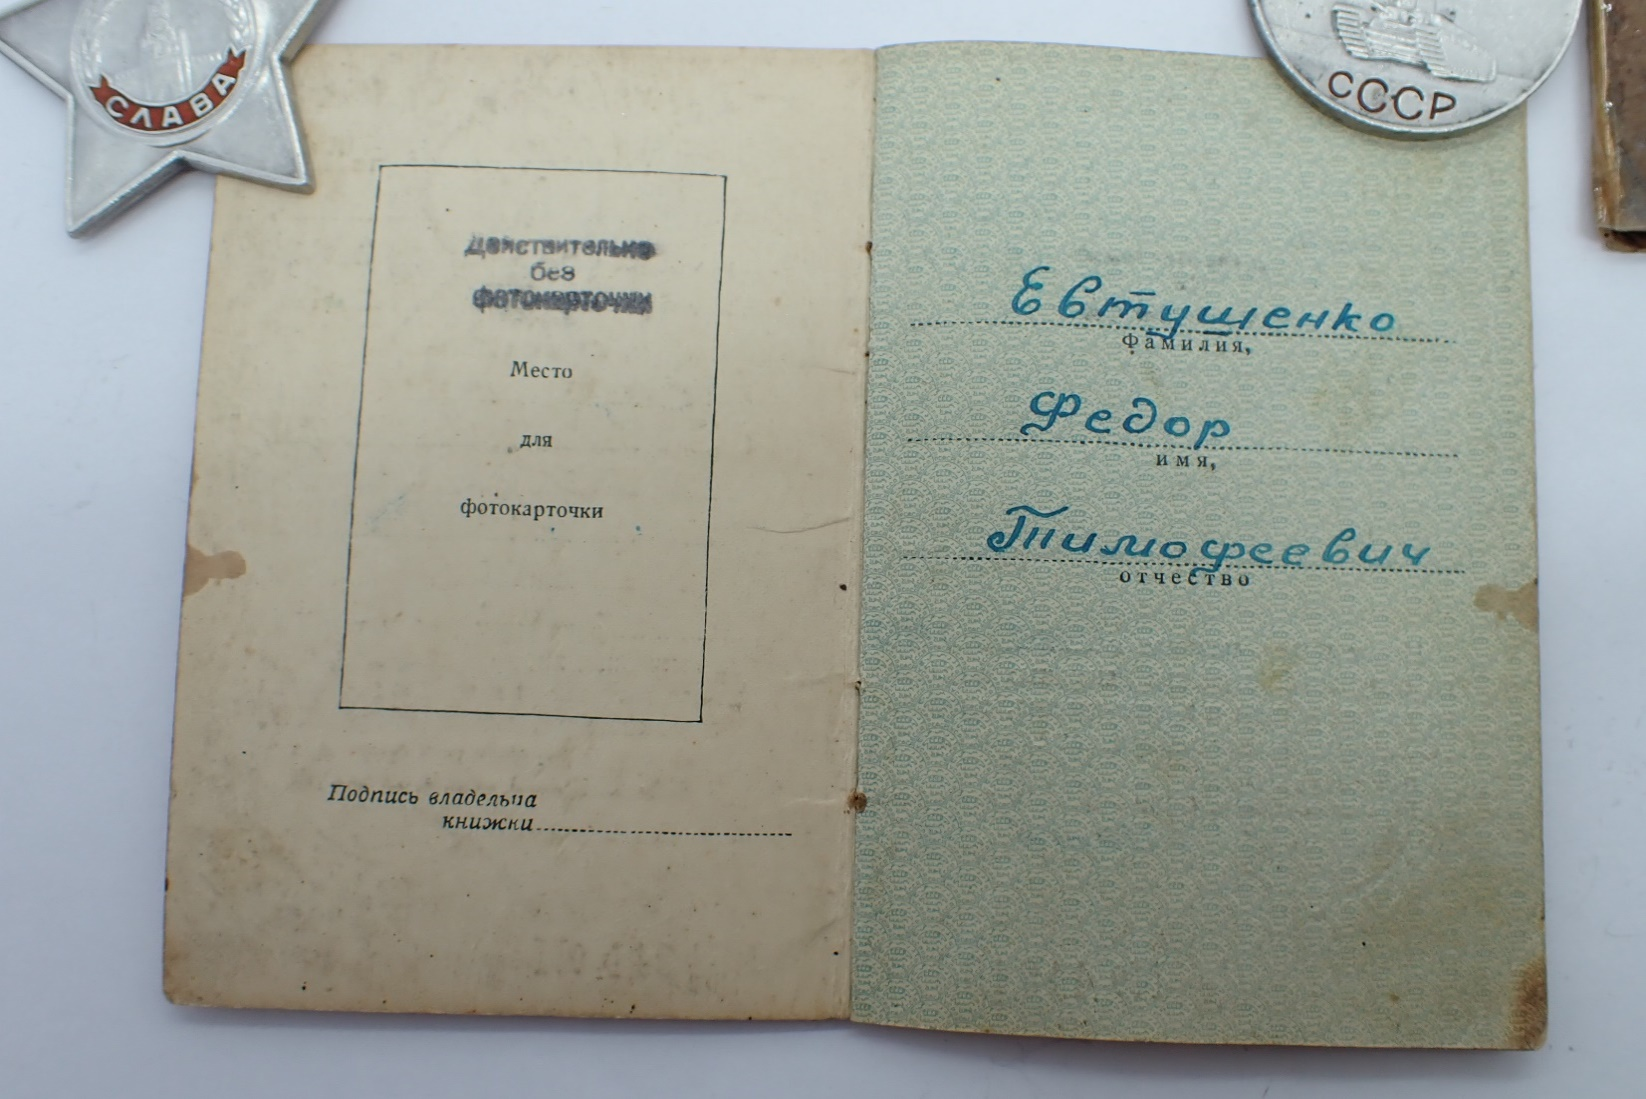 СЛАВА
СССР
Действительно
без
фотокарточки
Место
для
фотокарточки
Подпись владельца
книжки
Евтушенко
фамилия,
Федор
имя,
Тимофеевич
отчество